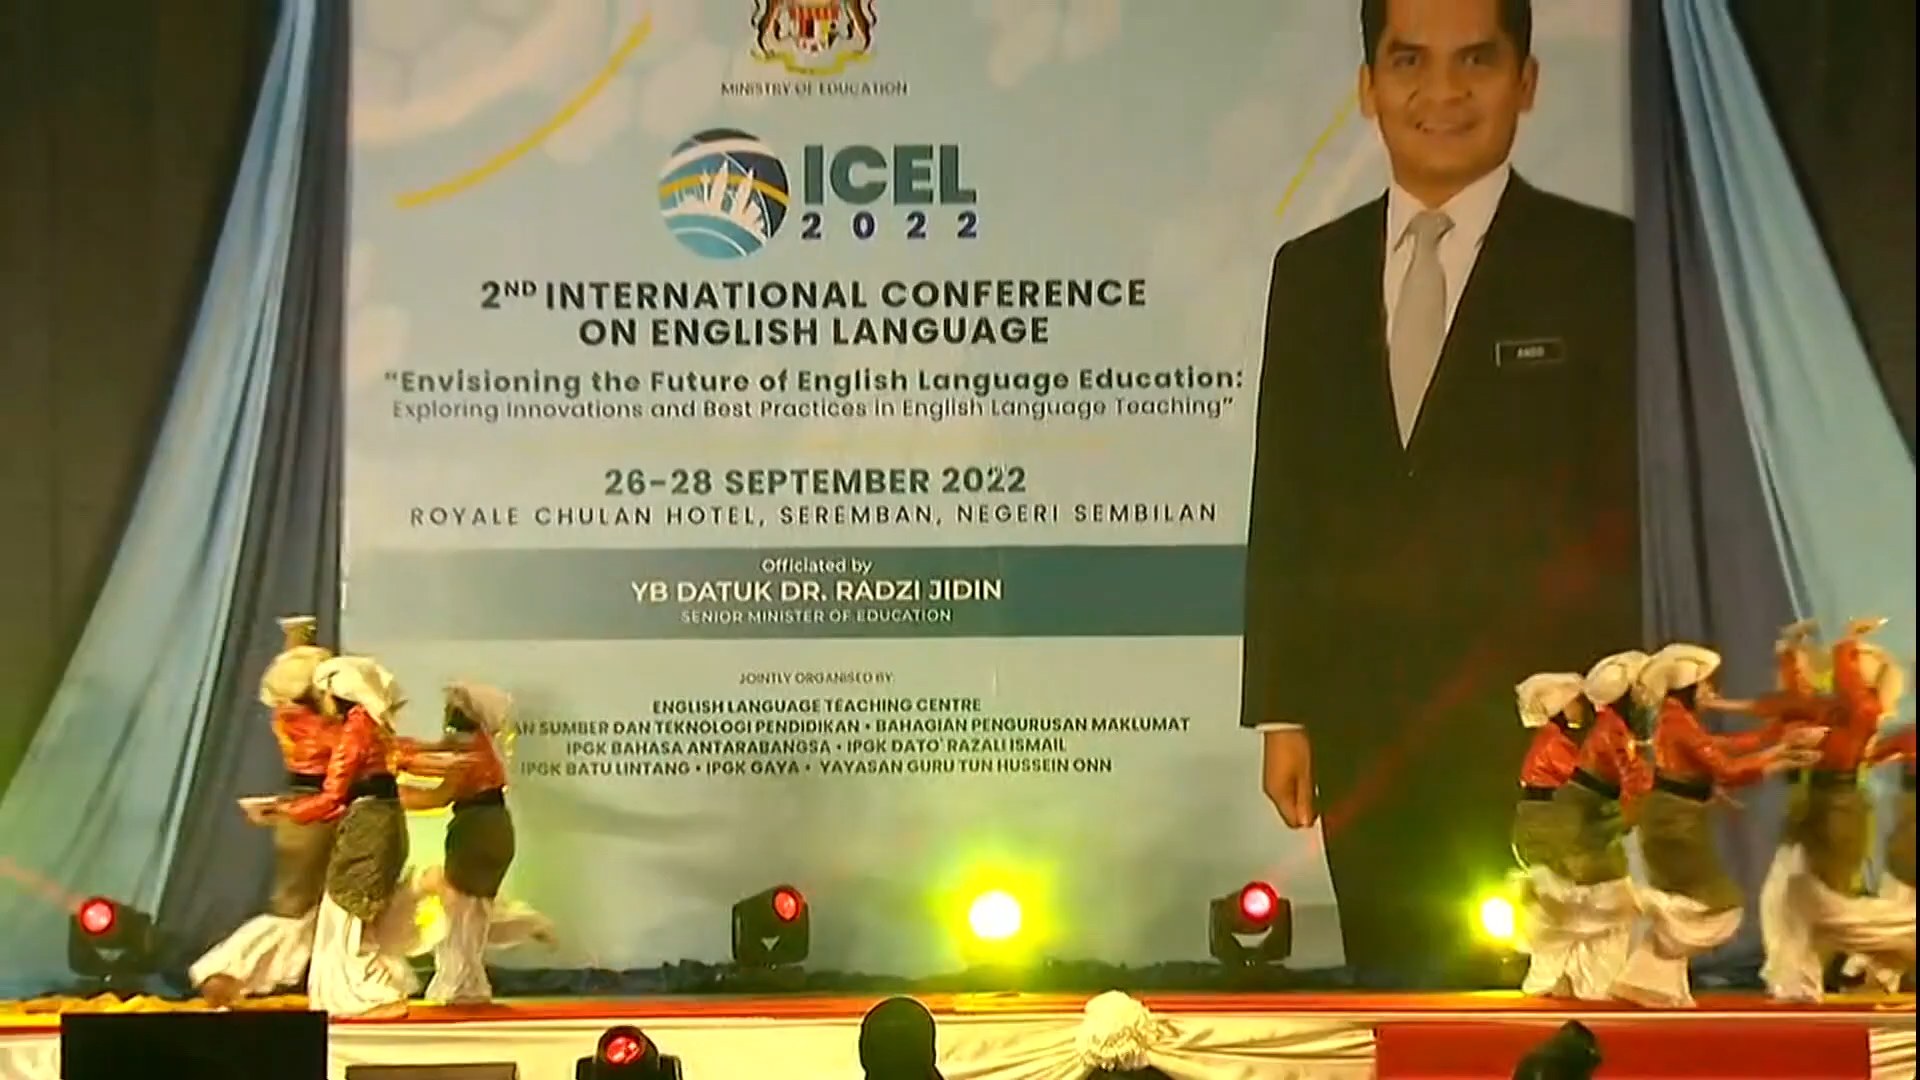 MINISTRY OF EDUCATION
ICEL
2022
2ND INTERNATIONAL CONFERENCE
ON ENGLISH LANGUAGE
"Envisioning the Future of English Language Education:
Exploring Innovations and Best Practices in English Language Teaching"
26-28 SEPTEMBER 2022
ROYALE CHULAN HOTEL, SEREMBAN, NEGERI SEMBILAN
Officiated by
YB DATUK DR. RADZI JIDIN
SENIOR MINISTER OF EDUCATION
JOINTLY ORGANISED BY:
ENGLISH LANGUAGE TEACHING CENTRE
SUMBER DAN TEKNOLOGI PENDIDIKAN • BAHAGIAN PENGURUSAN MAKLUMAT
IPGK BAHASA ANTARABANGSA • IPGK DATO' RAZALI ISMAIL
IPGK BATU LINTANG • IPGK GAYA • YAYASAN GURU TUN HUSSEIN ONN